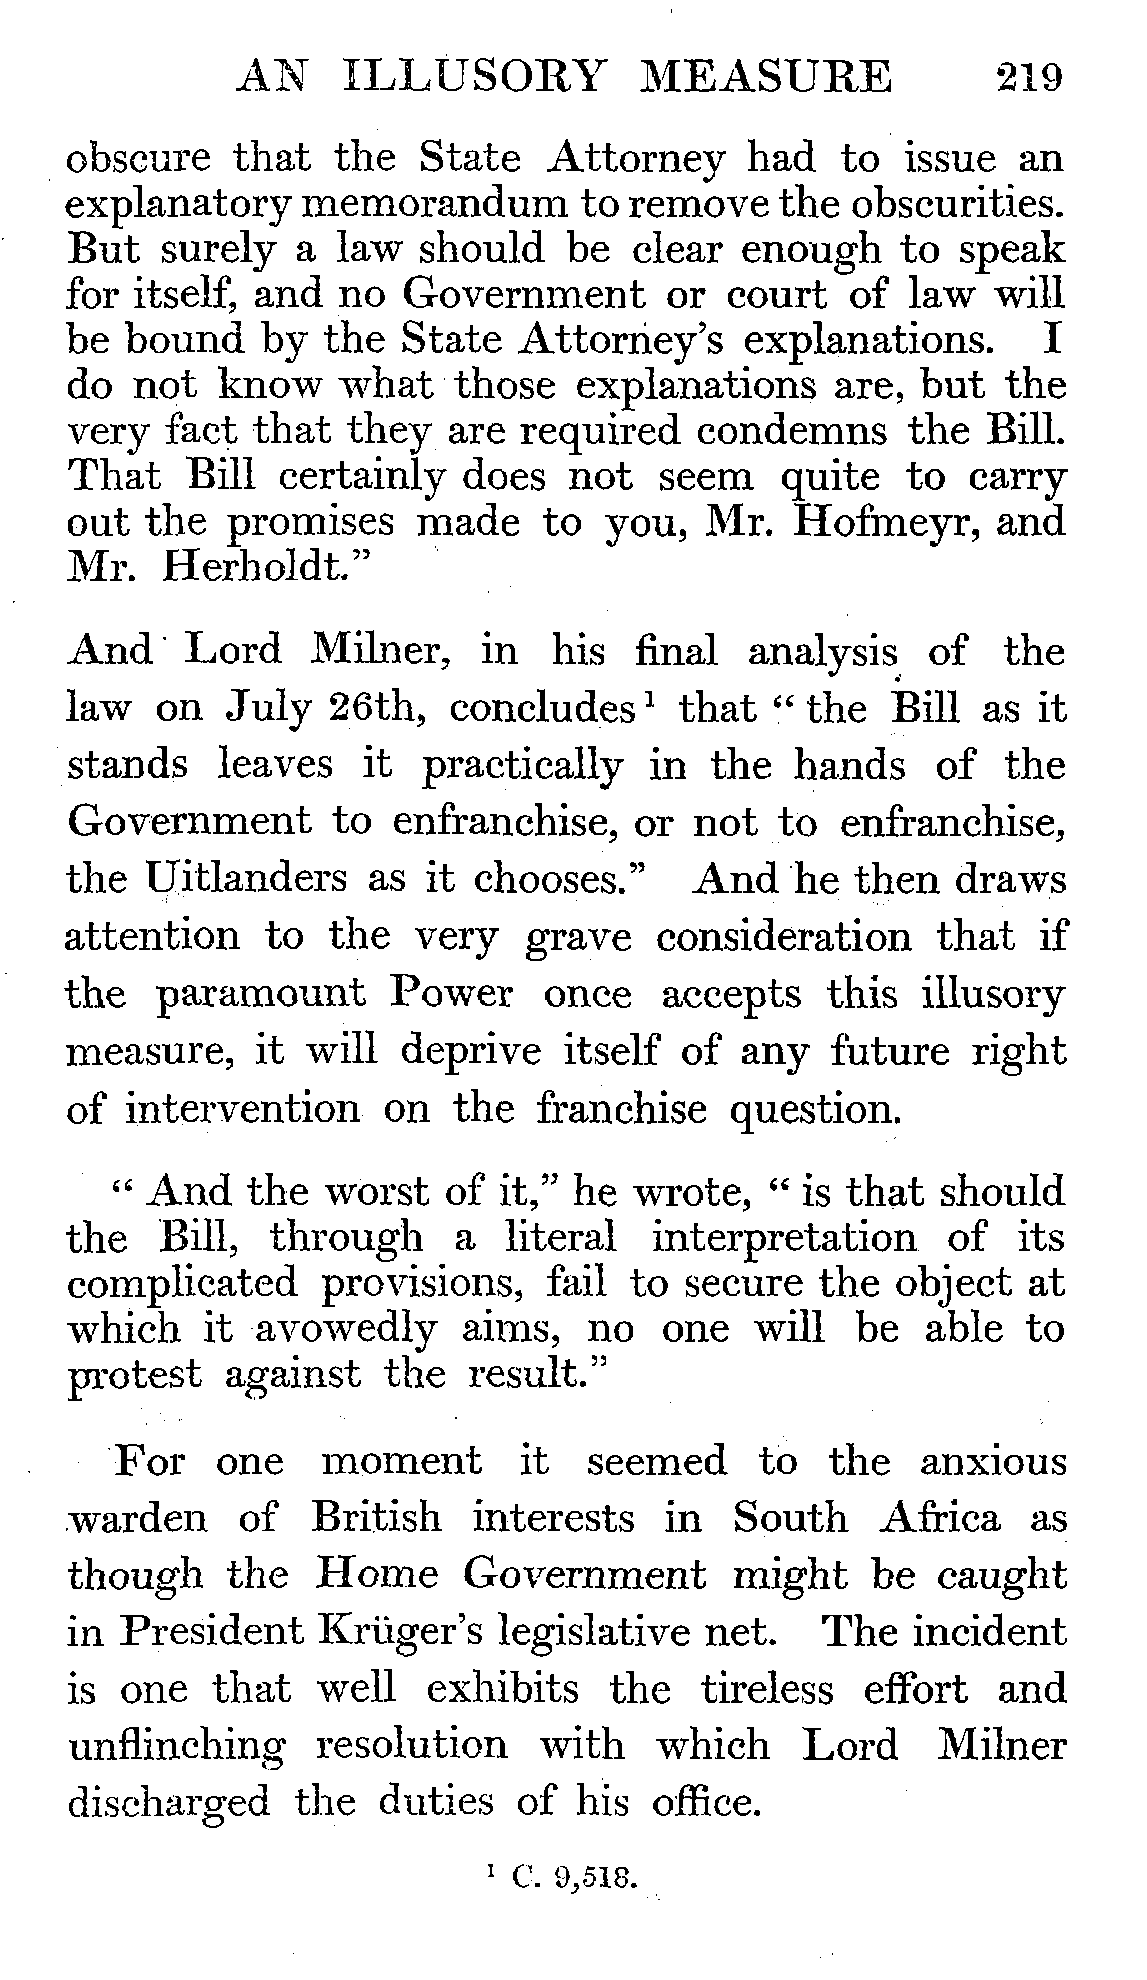 AN ILLUSORY MEASURE 219
obscure that the State Attorney had to issue an
explanatory memorandum to remove the obscurities.
But surely a law should be clear enough to speak
for itself, and no Government or court of law will
be bound by the State Attorney's explanations. I
do not know what those explanations are, but the
very fact that they are required condemns the Bill.
That Bill certainly does not seem quite to carry
out the promises made to you, Mr. Hofmeyr, and
Mr. Herholdt."
And Lord Milner, in his final analysis of the
law on July 26th, concludes¹ that "the Bill as it
stands leaves it practically in the hands of the
Government to enfranchise, or not to enfranchise,
the Uitlanders as it chooses." And he then draws
attention to the very grave consideration that if
the paramount Power once accepts this illusory
measure, it will deprive itself of any future right
of intervention on the franchise question.
"And the worst of it," he wrote, "is that should
the Bill, through a literal interpretation of its
complicated provisions, fail to secure the object at
which it avowedly aims, no one will be able to
protest against the result."
For one moment it seemed to the anxious
warden of British interests in South Africa as
though the Home Government might be caught
in President Krüger's legislative net. The incident
is one that well exhibits the tireless effort and
unflinching resolution with which Lord Milner
discharged the duties of his office.
¹ C. 9,518.